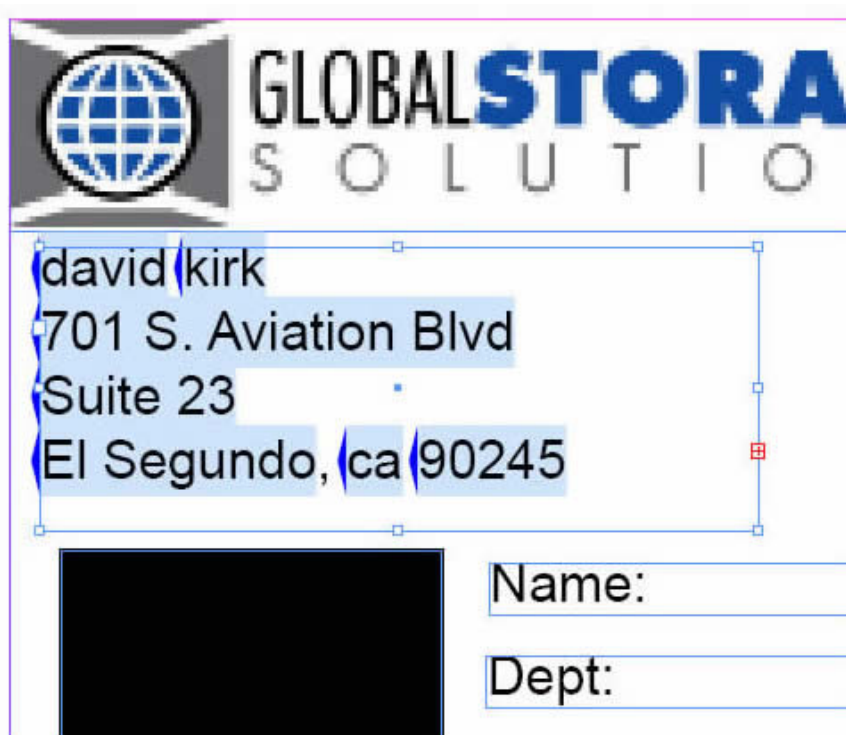 GLOBALSTORA
SOLUTIO
david kirk
701 S. Aviation Blvd
Suite 23
El Segundo, ca 90245
Name:
Dept: